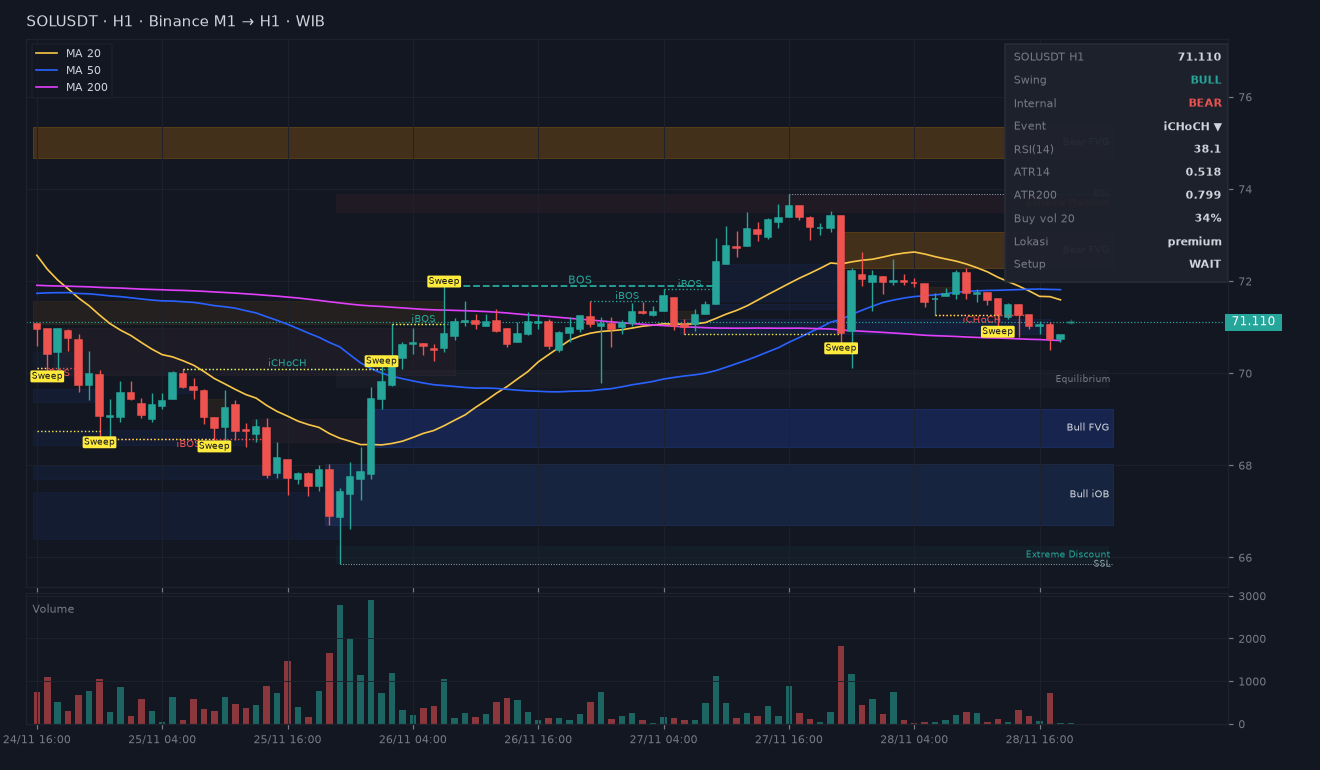 SOLUSDT · H1 · Binance M1 → H1 · WIB
MA 20
MA 50
MA 200
SOLUSDT H1 71.110
Swing BULL
Internal BEAR
Event iCHoCH ▼
RSI(14) 38.1
ATR14 0.518
ATR200 0.799
Buy vol 20 34%
Lokasi premium
Setup WAIT
Bear FVG
Bear FVG
76
74
72
71.110
70
68
66
Sweep
BOS
iBOS
iBOS
iBOS
iCHoCH
Sweep
Sweep
Sweep
iCHoCH
Sweep
Sweep
iBOS
Sweep
Equilibrium
Bull FVG
Bull iOB
Extreme Discount
SSL
Volume
3000
2000
1000
0
24/11 16:00
25/11 04:00
25/11 16:00
26/11 04:00
26/11 16:00
27/11 04:00
27/11 16:00
28/11 04:00
28/11 16:00